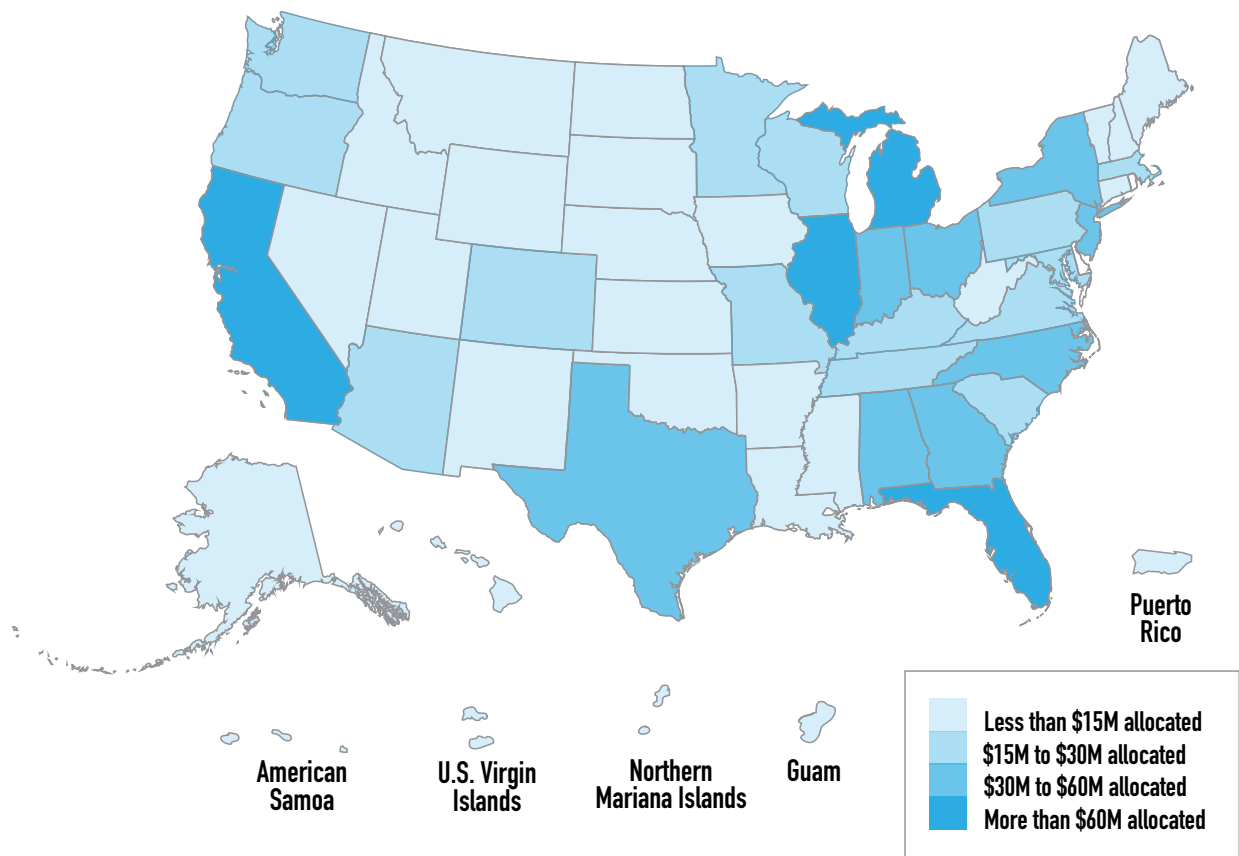 Puerto
Rico
American
Samoa
U.S. Virgin
Islands
Northern
Mariana Islands
Guam
Less than $15M allocated
$15M to $30M allocated
$30M to $60M allocated
More than $60M allocated